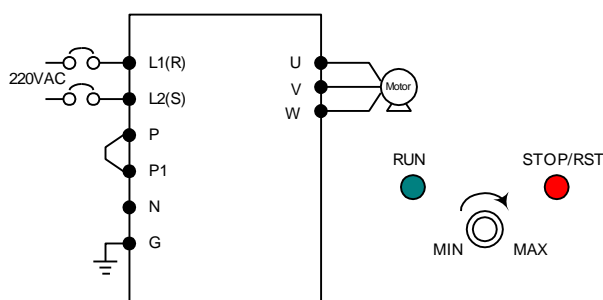 220VAC
L1(R)
L2(S)
P
P1
N
G
U
V
W
Motor
RUN
STOP/RST
MIN
MAX